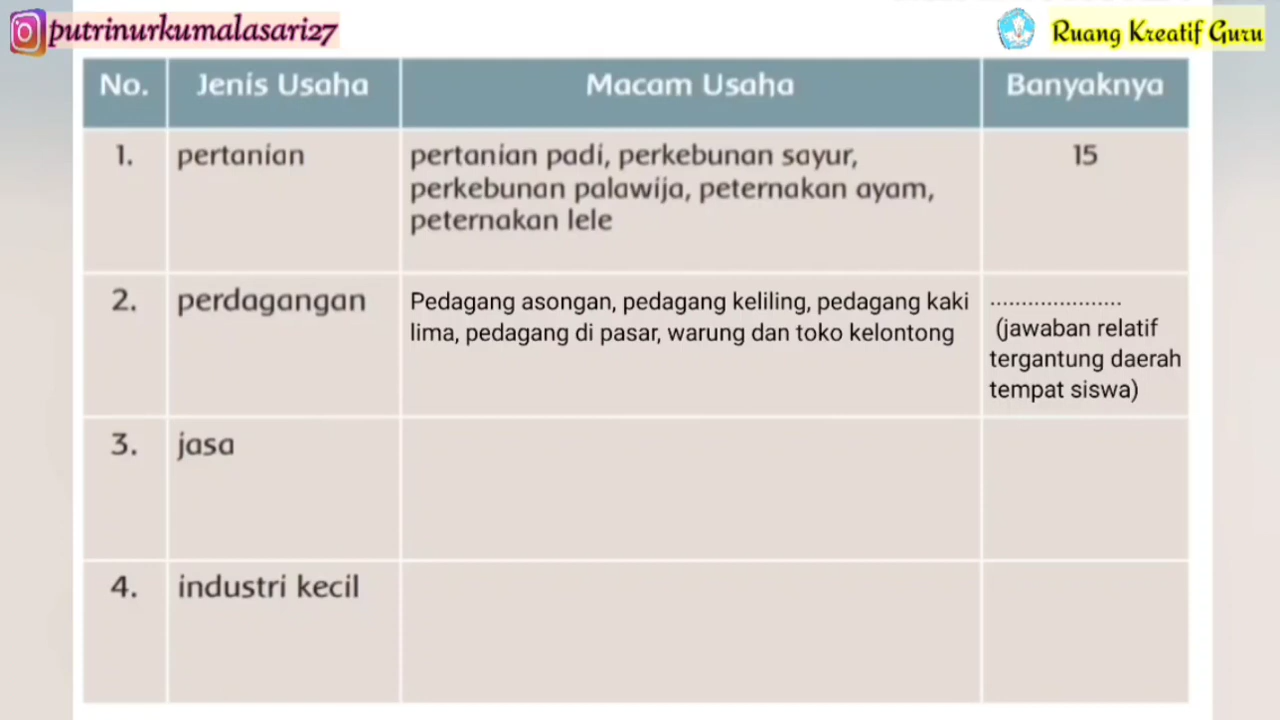 putrinurkumalasari27
Ruang Kreatif Guru
No. Jenis Usaha Macam Usaha Banyaknya
1. pertanian pertanian padi, perkebunan sayur, 15
perkebunan palawija, peternakan ayam,
peternakan lele
2. perdagangan Pedagang asongan, pedagang keliling, pedagang kaki .....................
lima, pedagang di pasar, warung dan toko kelontong (jawaban relatif
tergantung daerah
tempat siswa)
3. jasa
4. industri kecil